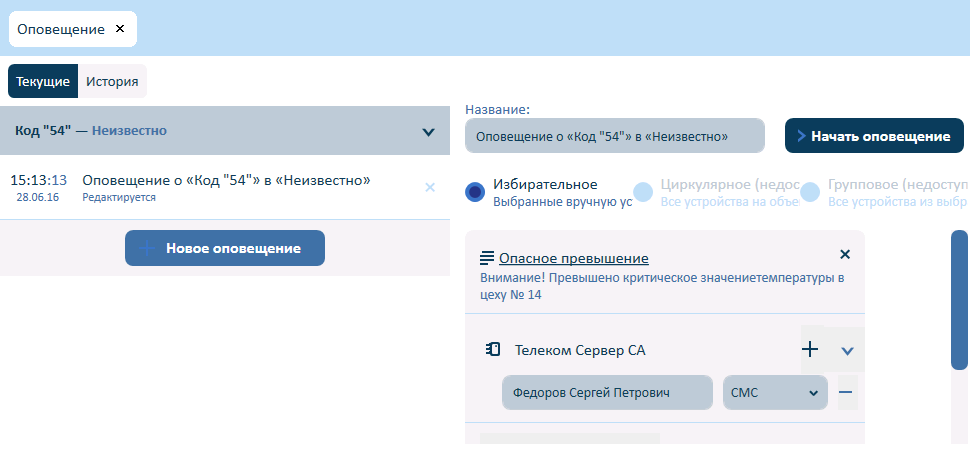 Оповещение
Текущие
История
Код "54" — Неизвестно
15:13:13
28.06.16
Оповещение о «Код "54"» в «Неизвестно»
Редактируется
Новое оповещение
Название:
Оповещение о «Код "54"» в «Неизвестно»
Начать оповещение
Избирательное
Выбранные вручную ус
Циркулярное (недос
Все устройства на объе
Групповое (недоступ
Все устройства из выбр
Опасное превышение
Внимание! Превышено критическое значениетемпературы в
цеху № 14
Телеком Сервер СА
Федоров Сергей Петрович
СМС